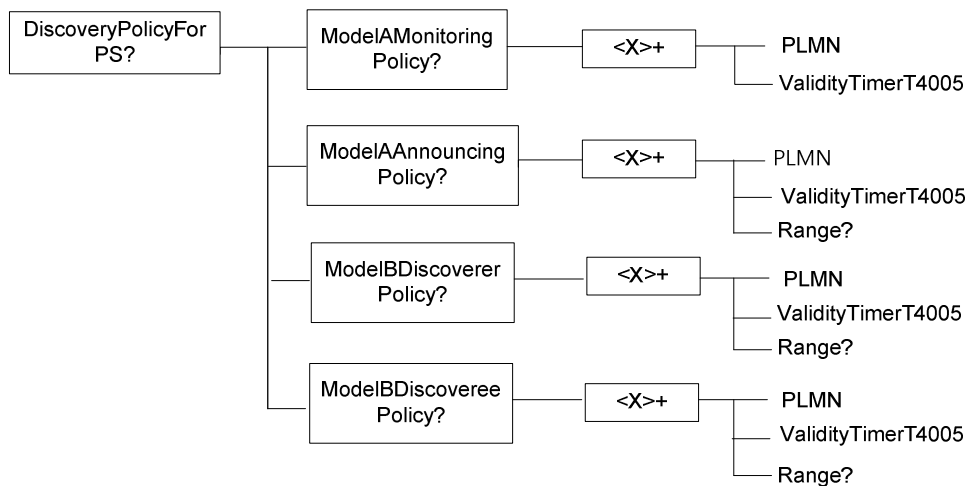 DiscoveryPolicyFor
PS?
ModelAMonitoring
Policy?
<X>+
PLMN
ValidityTimerT4005
ModelAAnnouncing
Policy?
<X>+
PLMN
ValidityTimerT4005
Range?
ModelBDiscoverer
Policy?
<X>+
PLMN
ValidityTimerT4005
Range?
ModelBDiscoveree
Policy?
<X>+
PLMN
ValidityTimerT4005
Range?